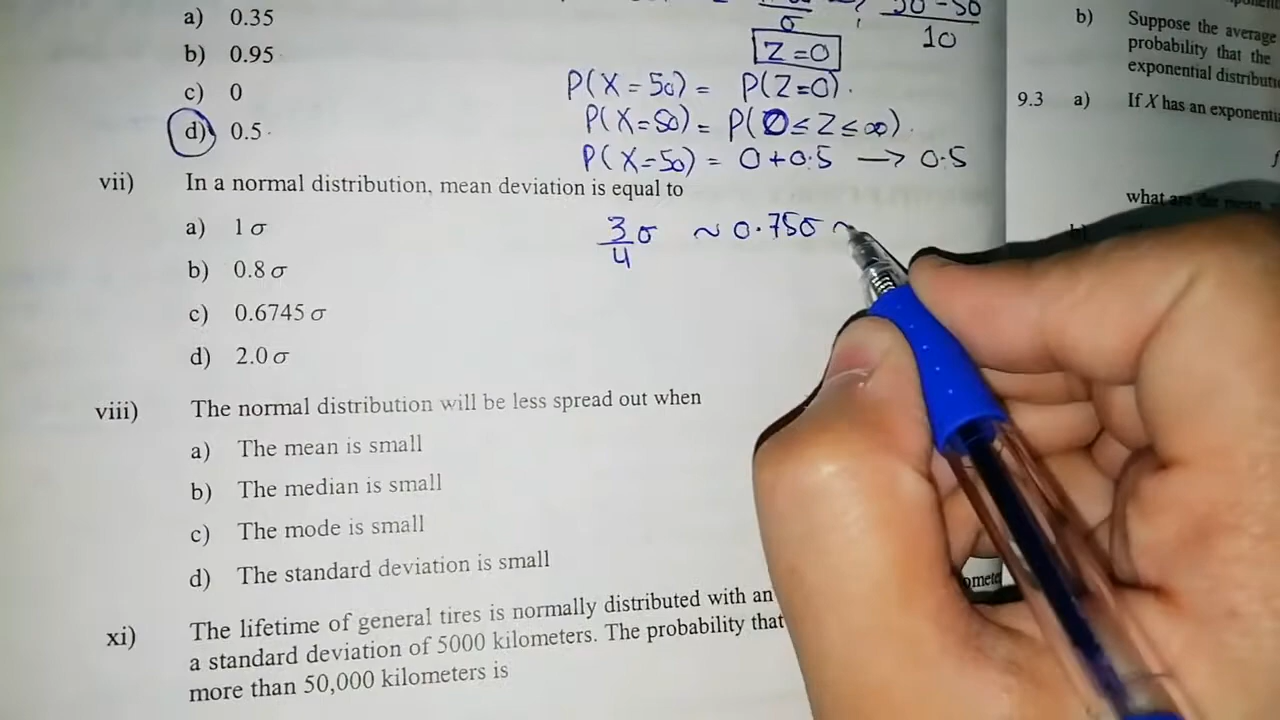 a) 0.35
b) 0.95
c) 0
d) 0.5
σ
10
Z=0
P(X=50) = P(Z=0).
P(X=50) = P(0≤Z≤∞).
P(X=50) = 0+0.5 → 0.5
vii) In a normal distribution, mean deviation is equal to
a) 1 σ
b) 0.8 σ
c) 0.6745 σ
d) 2.0 σ
3/4 σ ~ 0.75σ ~
viii) The normal distribution will be less spread out when
a) The mean is small
b) The median is small
c) The mode is small
d) The standard deviation is small
xi) The lifetime of general tires is normally distributed with an
a standard deviation of 5000 kilometers. The probability that
more than 50,000 kilometers is
b) Suppose the average
probability that the
exponential
9.3 a) If X has an
what are the mean,
b)